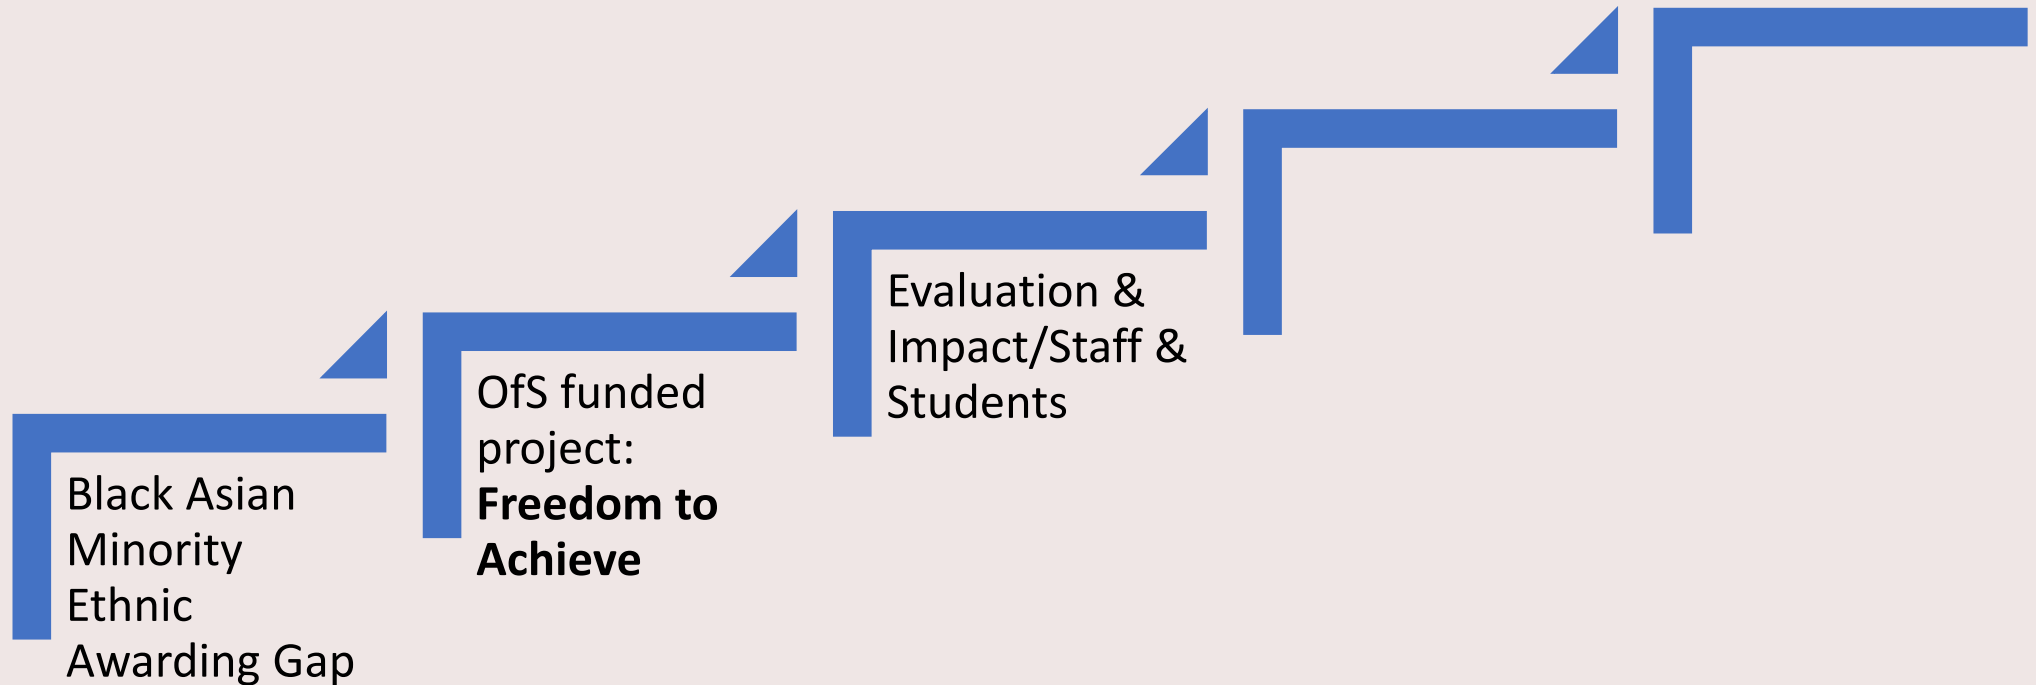 Black Asian
Minority
Ethnic
Awarding Gap
OfS funded
project:
Freedom to
Achieve
Evaluation &
Impact/Staff &
Students